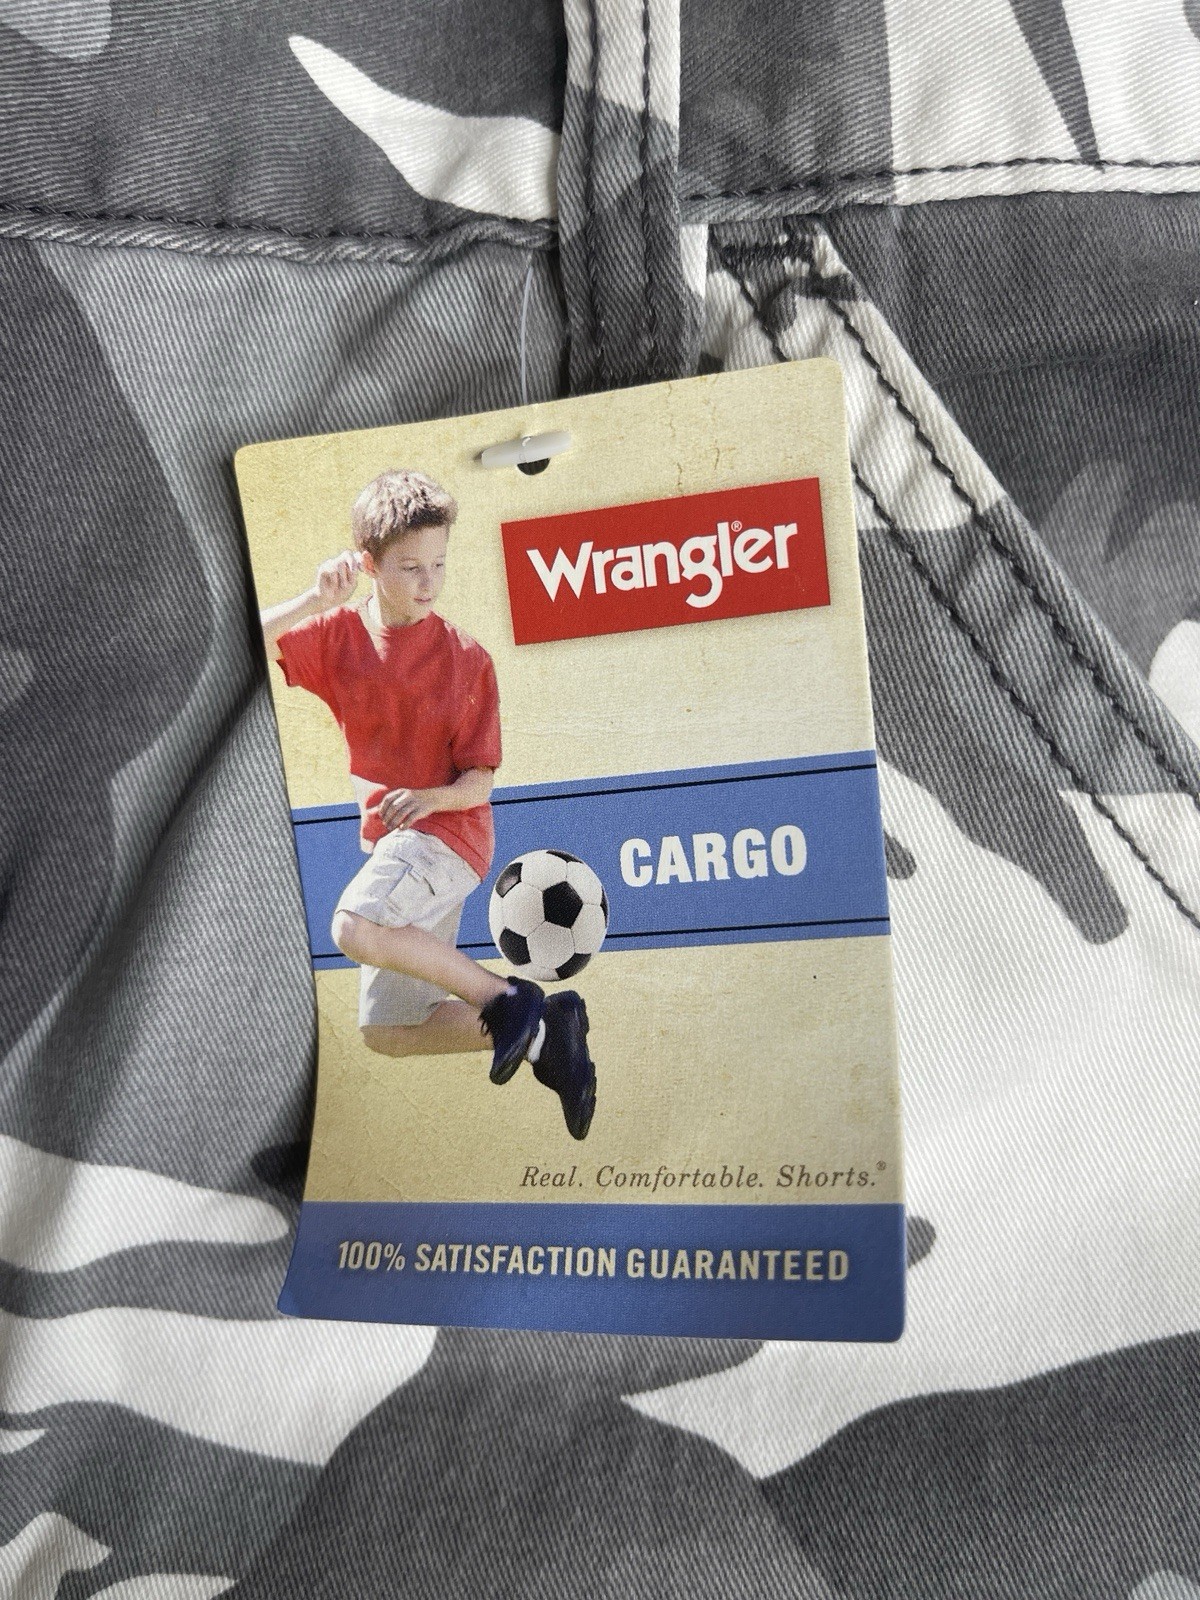 Wrangler®
CARGO
Real. Comfortable. Shorts.®
100% SATISFACTION GUARANTEED